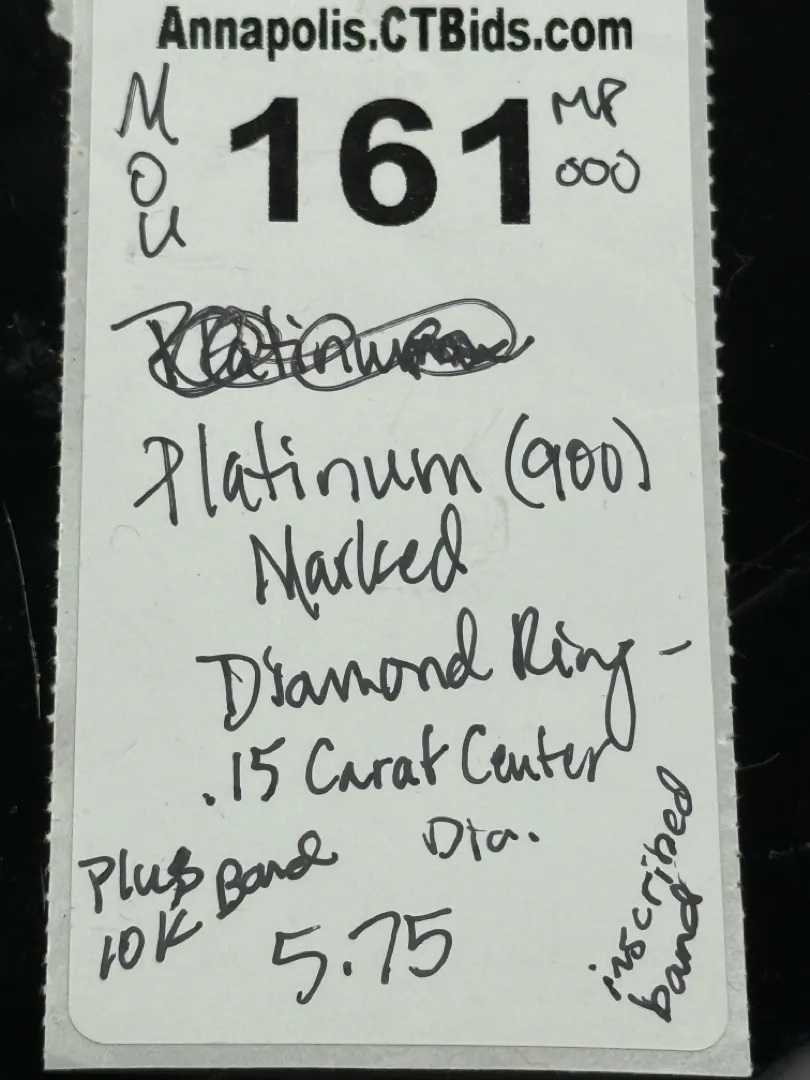 Annapolis.CTBids.com
M
O
U
161
MP
000
Platinum (900)
Marked
Diamond Ring -
.15 Carat Center
Dia.
Plus Band
10K
5.75
inscribed
band